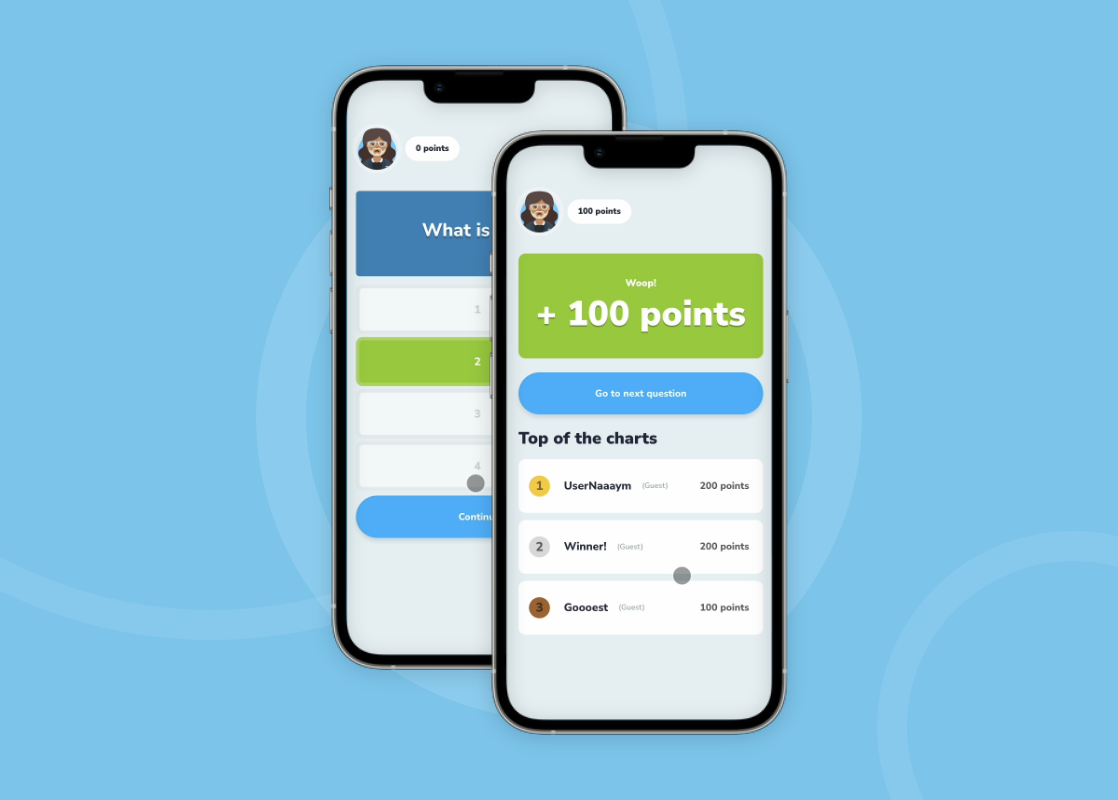 0 points
What is
1
2
3
4
100 points
Woop!
+ 100 points
Go to next question
Top of the charts
1 UserNaaaym (Guest) 200 points
2 Winner! (Guest) 200 points
3 Goooest (Guest) 100 points